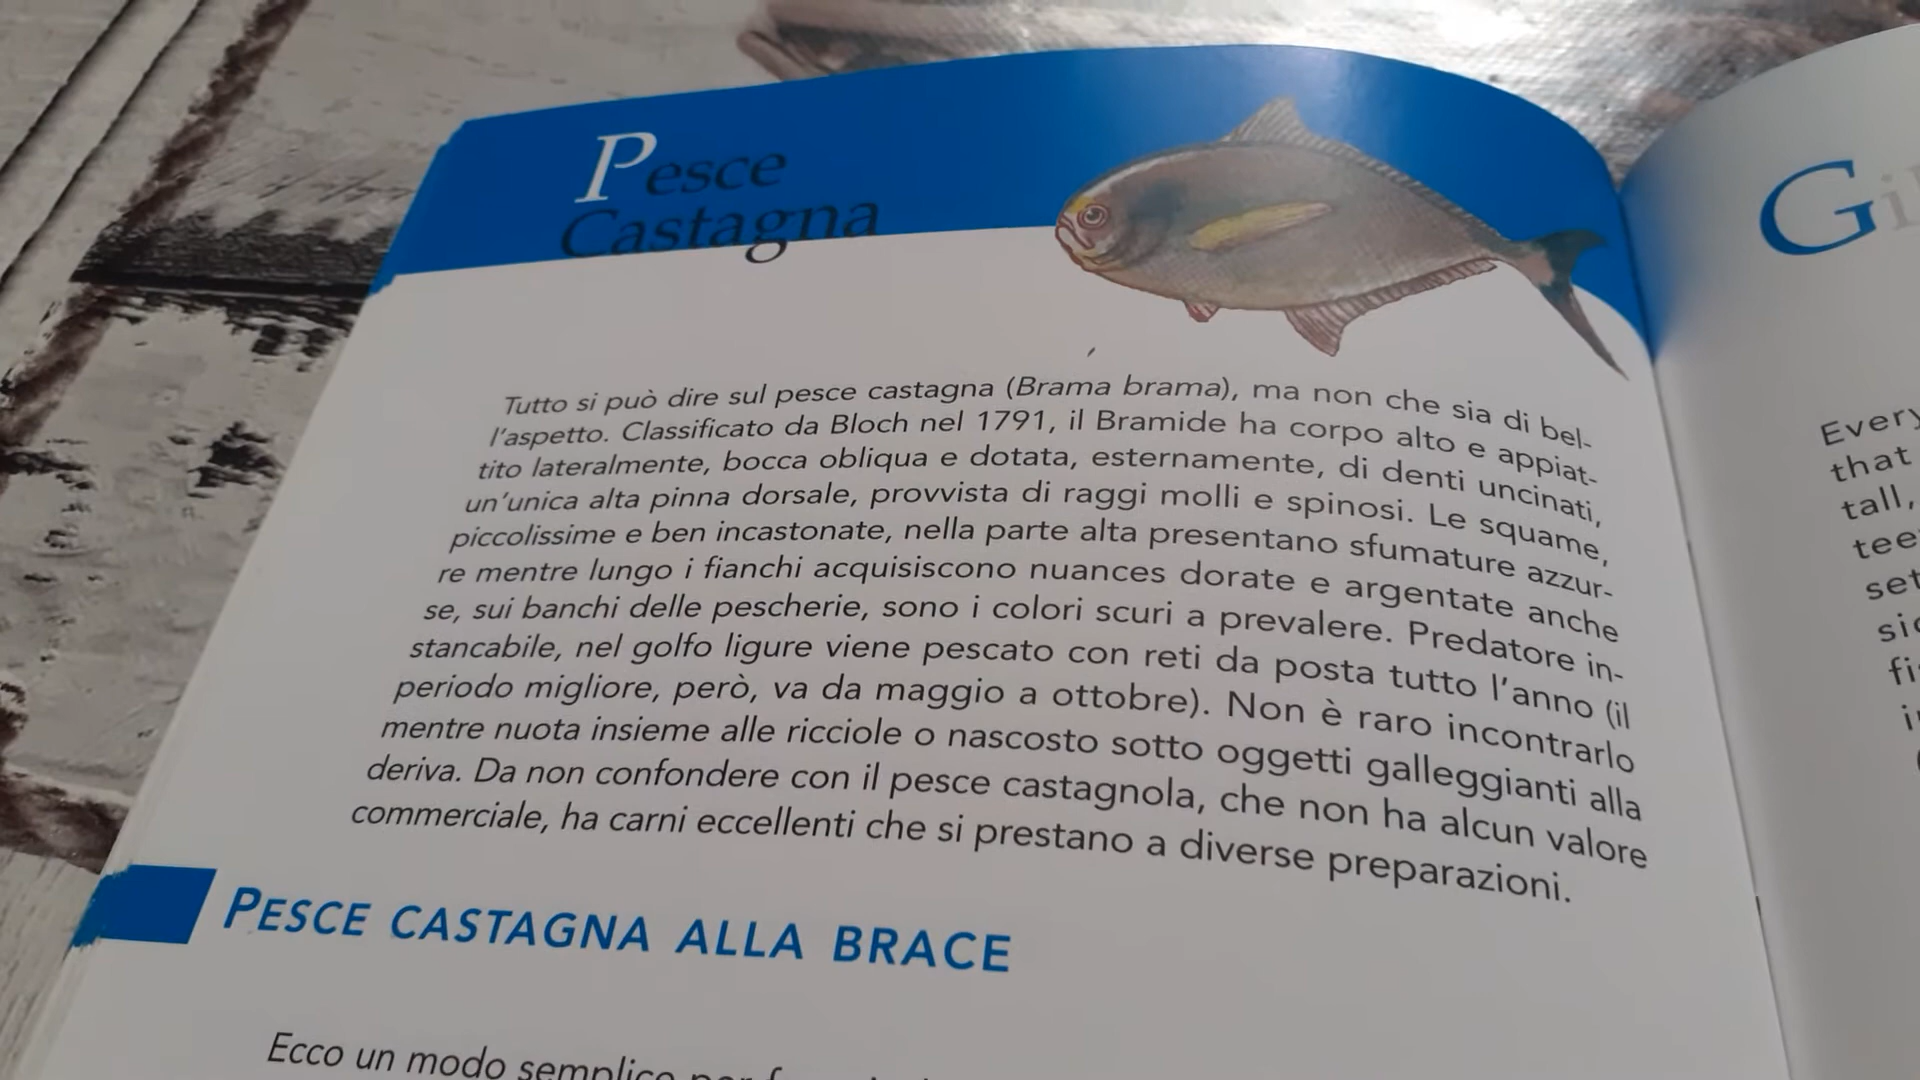 Pesce
Castagna
Tutto si può dire sul pesce castagna (Brama brama), ma non che sia di bel-
l'aspetto. Classificato da Bloch nel 1791, il Bramide ha corpo alto e appiat-
tito lateralmente, bocca obliqua e dotata, esternamente, di denti uncinati,
un'unica alta pinna dorsale, provvista di raggi molli e spinosi. Le squame,
piccolissime e ben incastonate, nella parte alta presentano sfumature azzur-
re mentre lungo i fianchi acquisiscono nuances dorate e argentate anche
se, sui banchi delle pescherie, sono i colori scuri a prevalere. Predatore in-
stancabile, nel golfo ligure viene pescato con reti da posta tutto l'anno (il
periodo migliore, però, va da maggio a ottobre). Non è raro incontrarlo
mentre nuota insieme alle ricciole o nascosto sotto oggetti galleggianti alla
deriva. Da non confondere con il pesce castagnola, che non ha alcun valore
commerciale, ha carni eccellenti che si prestano a diverse preparazioni.
PESCE CASTAGNA ALLA BRACE
Ecco un modo semplice per
that
tall,